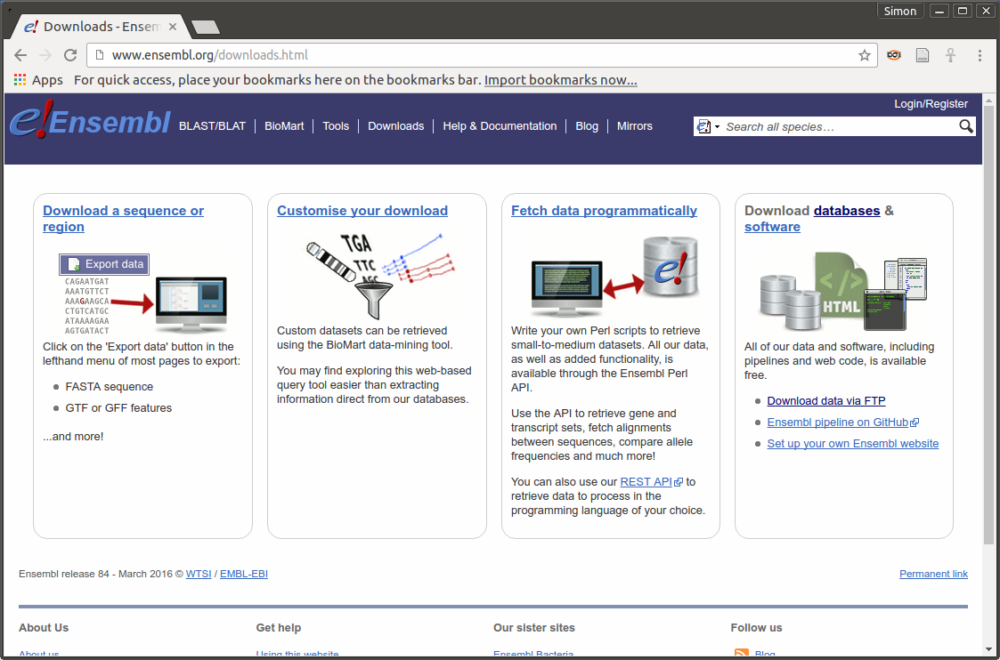 Simon
Downloads - Ensem
www.ensembl.org/downloads.html
Apps For quick access, place your bookmarks here on the bookmarks bar. Import bookmarks now...
Login/Register
e!Ensembl BLAST/BLAT BioMart Tools Downloads Help & Documentation Blog Mirrors
e! Search all species…
Download a sequence or
region
Export data
CAGAATGAT
AAATGTTCT
AAAGAAGCA
CTGTCATGC
ATAAAAGAA
AGTGATACT
Click on the 'Export data' button in the
lefthand menu of most pages to export:
FASTA sequence
GTF or GFF features
...and more!
Customise your download
TGA
TTC
AGC
Custom datasets can be retrieved
using the BioMart data-mining tool.
You may find exploring this web-based
query tool easier than extracting
information direct from our databases.
Fetch data programmatically
e!
Write your own Perl scripts to retrieve
small-to-medium datasets. All our data,
as well as added functionality, is
available through the Ensembl Perl
API.
Use the API to retrieve gene and
transcript sets, fetch alignments
between sequences, compare allele
frequencies and much more!
You can also use our REST API to
retrieve data to process in the
programming language of your choice.
Download databases &
software
</>
HTML
All of our data and software, including
pipelines and web code, is available
free.
Download data via FTP
Ensembl pipeline on GitHub
Set up your own Ensembl website
Ensembl release 84 - March 2016 © WTSI / EMBL-EBI
Permanent link
About Us Get help Our sister sites Follow us
About us Using this website Ensembl Bacteria Blog